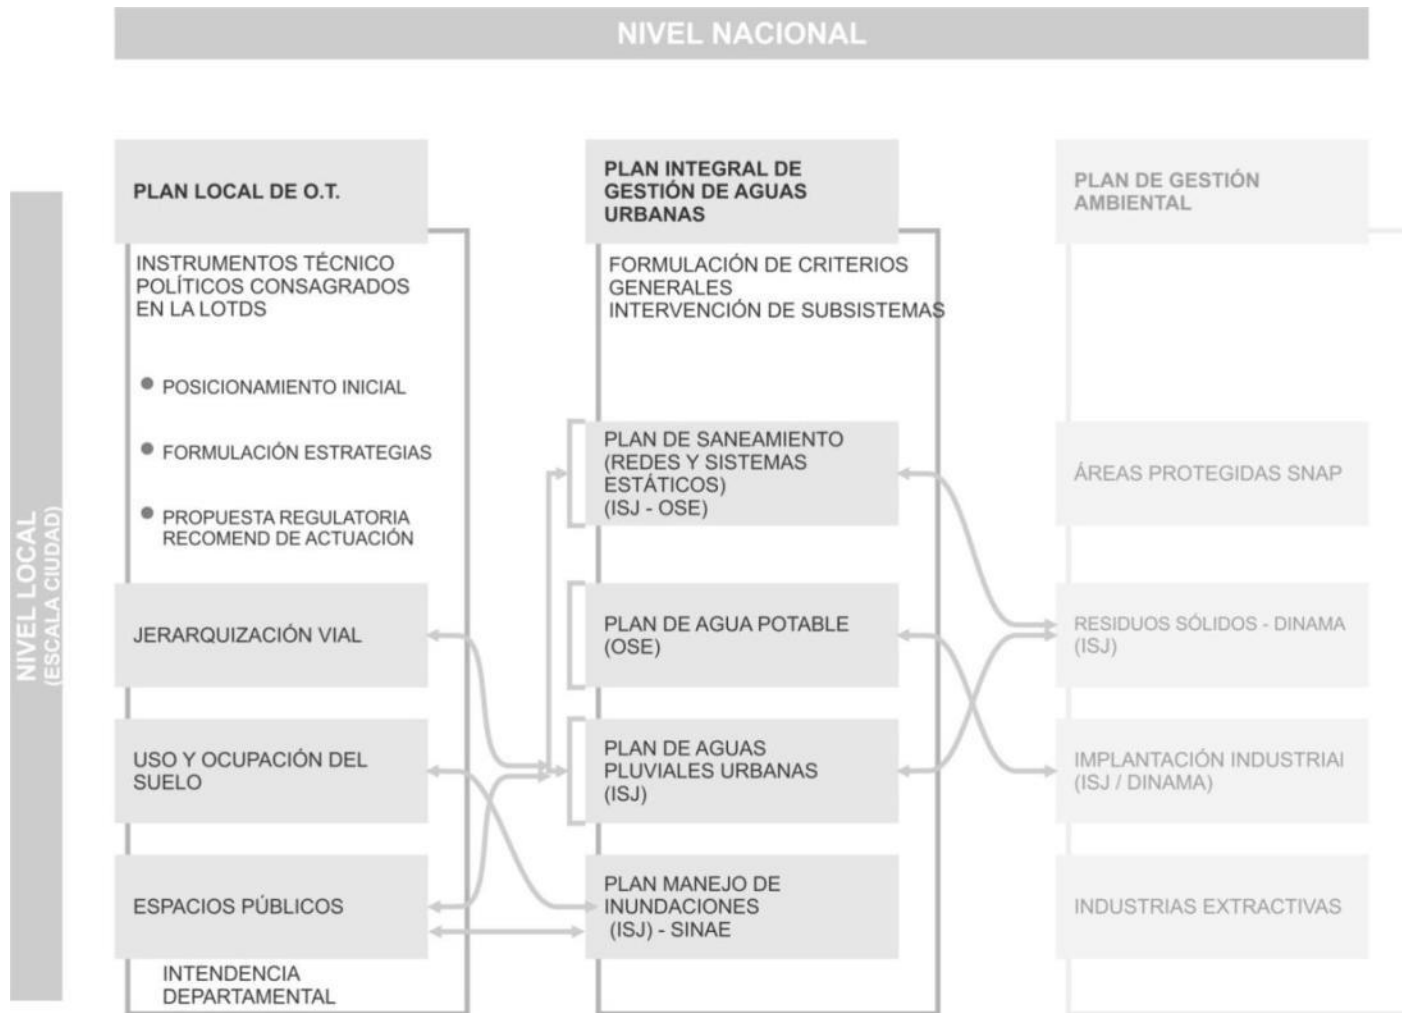 NIVEL NACIONAL
NIVEL LOCAL
(ESCALA CIUDAD)
PLAN LOCAL DE O.T.
INSTRUMENTOS TÉCNICO
POLÍTICOS CONSAGRADOS
EN LA LOTDS
POSICIONAMIENTO INICIAL
FORMULACIÓN ESTRATEGIAS
PROPUESTA REGULATORIA
RECOMEND DE ACTUACIÓN
JERARQUIZACIÓN VIAL
USO Y OCUPACIÓN DEL
SUELO
ESPACIOS PÚBLICOS
INTENDENCIA
DEPARTAMENTAL
PLAN INTEGRAL DE
GESTIÓN DE AGUAS
URBANAS
FORMULACIÓN DE CRITERIOS
GENERALES
INTERVENCIÓN DE SUBSISTEMAS
PLAN DE SANEAMIENTO
(REDES Y SISTEMAS
ESTÁTICOS)
(ISJ - OSE)
PLAN DE AGUA POTABLE
(OSE)
PLAN DE AGUAS
PLUVIALES URBANAS
(ISJ)
PLAN MANEJO DE
INUNDACIONES
(ISJ) - SINAE
PLAN DE GESTIÓN
AMBIENTAL
ÁREAS PROTEGIDAS SNAP
RESIDUOS SÓLIDOS - DINAMA
(ISJ)
IMPLANTACIÓN INDUSTRIAl
(ISJ / DINAMA)
INDUSTRIAS EXTRACTIVAS